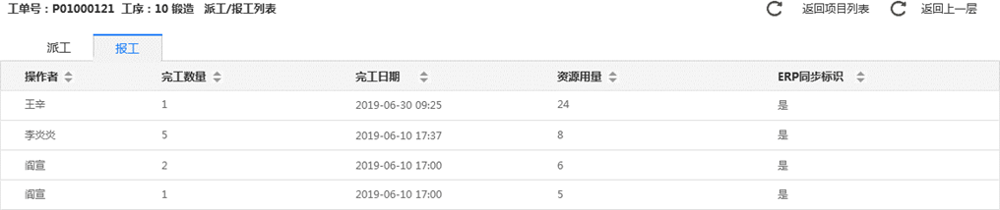 工单号：P01000121 工序：10 锻造 派工/报工列表 返回项目列表 返回上一层
派工 报工
操作者 完工数量 完工日期 资源用量 ERP同步标识
王辛 1 2019-06-30 09:25 24 是
李炎炎 5 2019-06-10 17:37 8 是
阎宣 2 2019-06-10 17:00 6 是
阎宣 1 2019-06-10 17:00 5 是